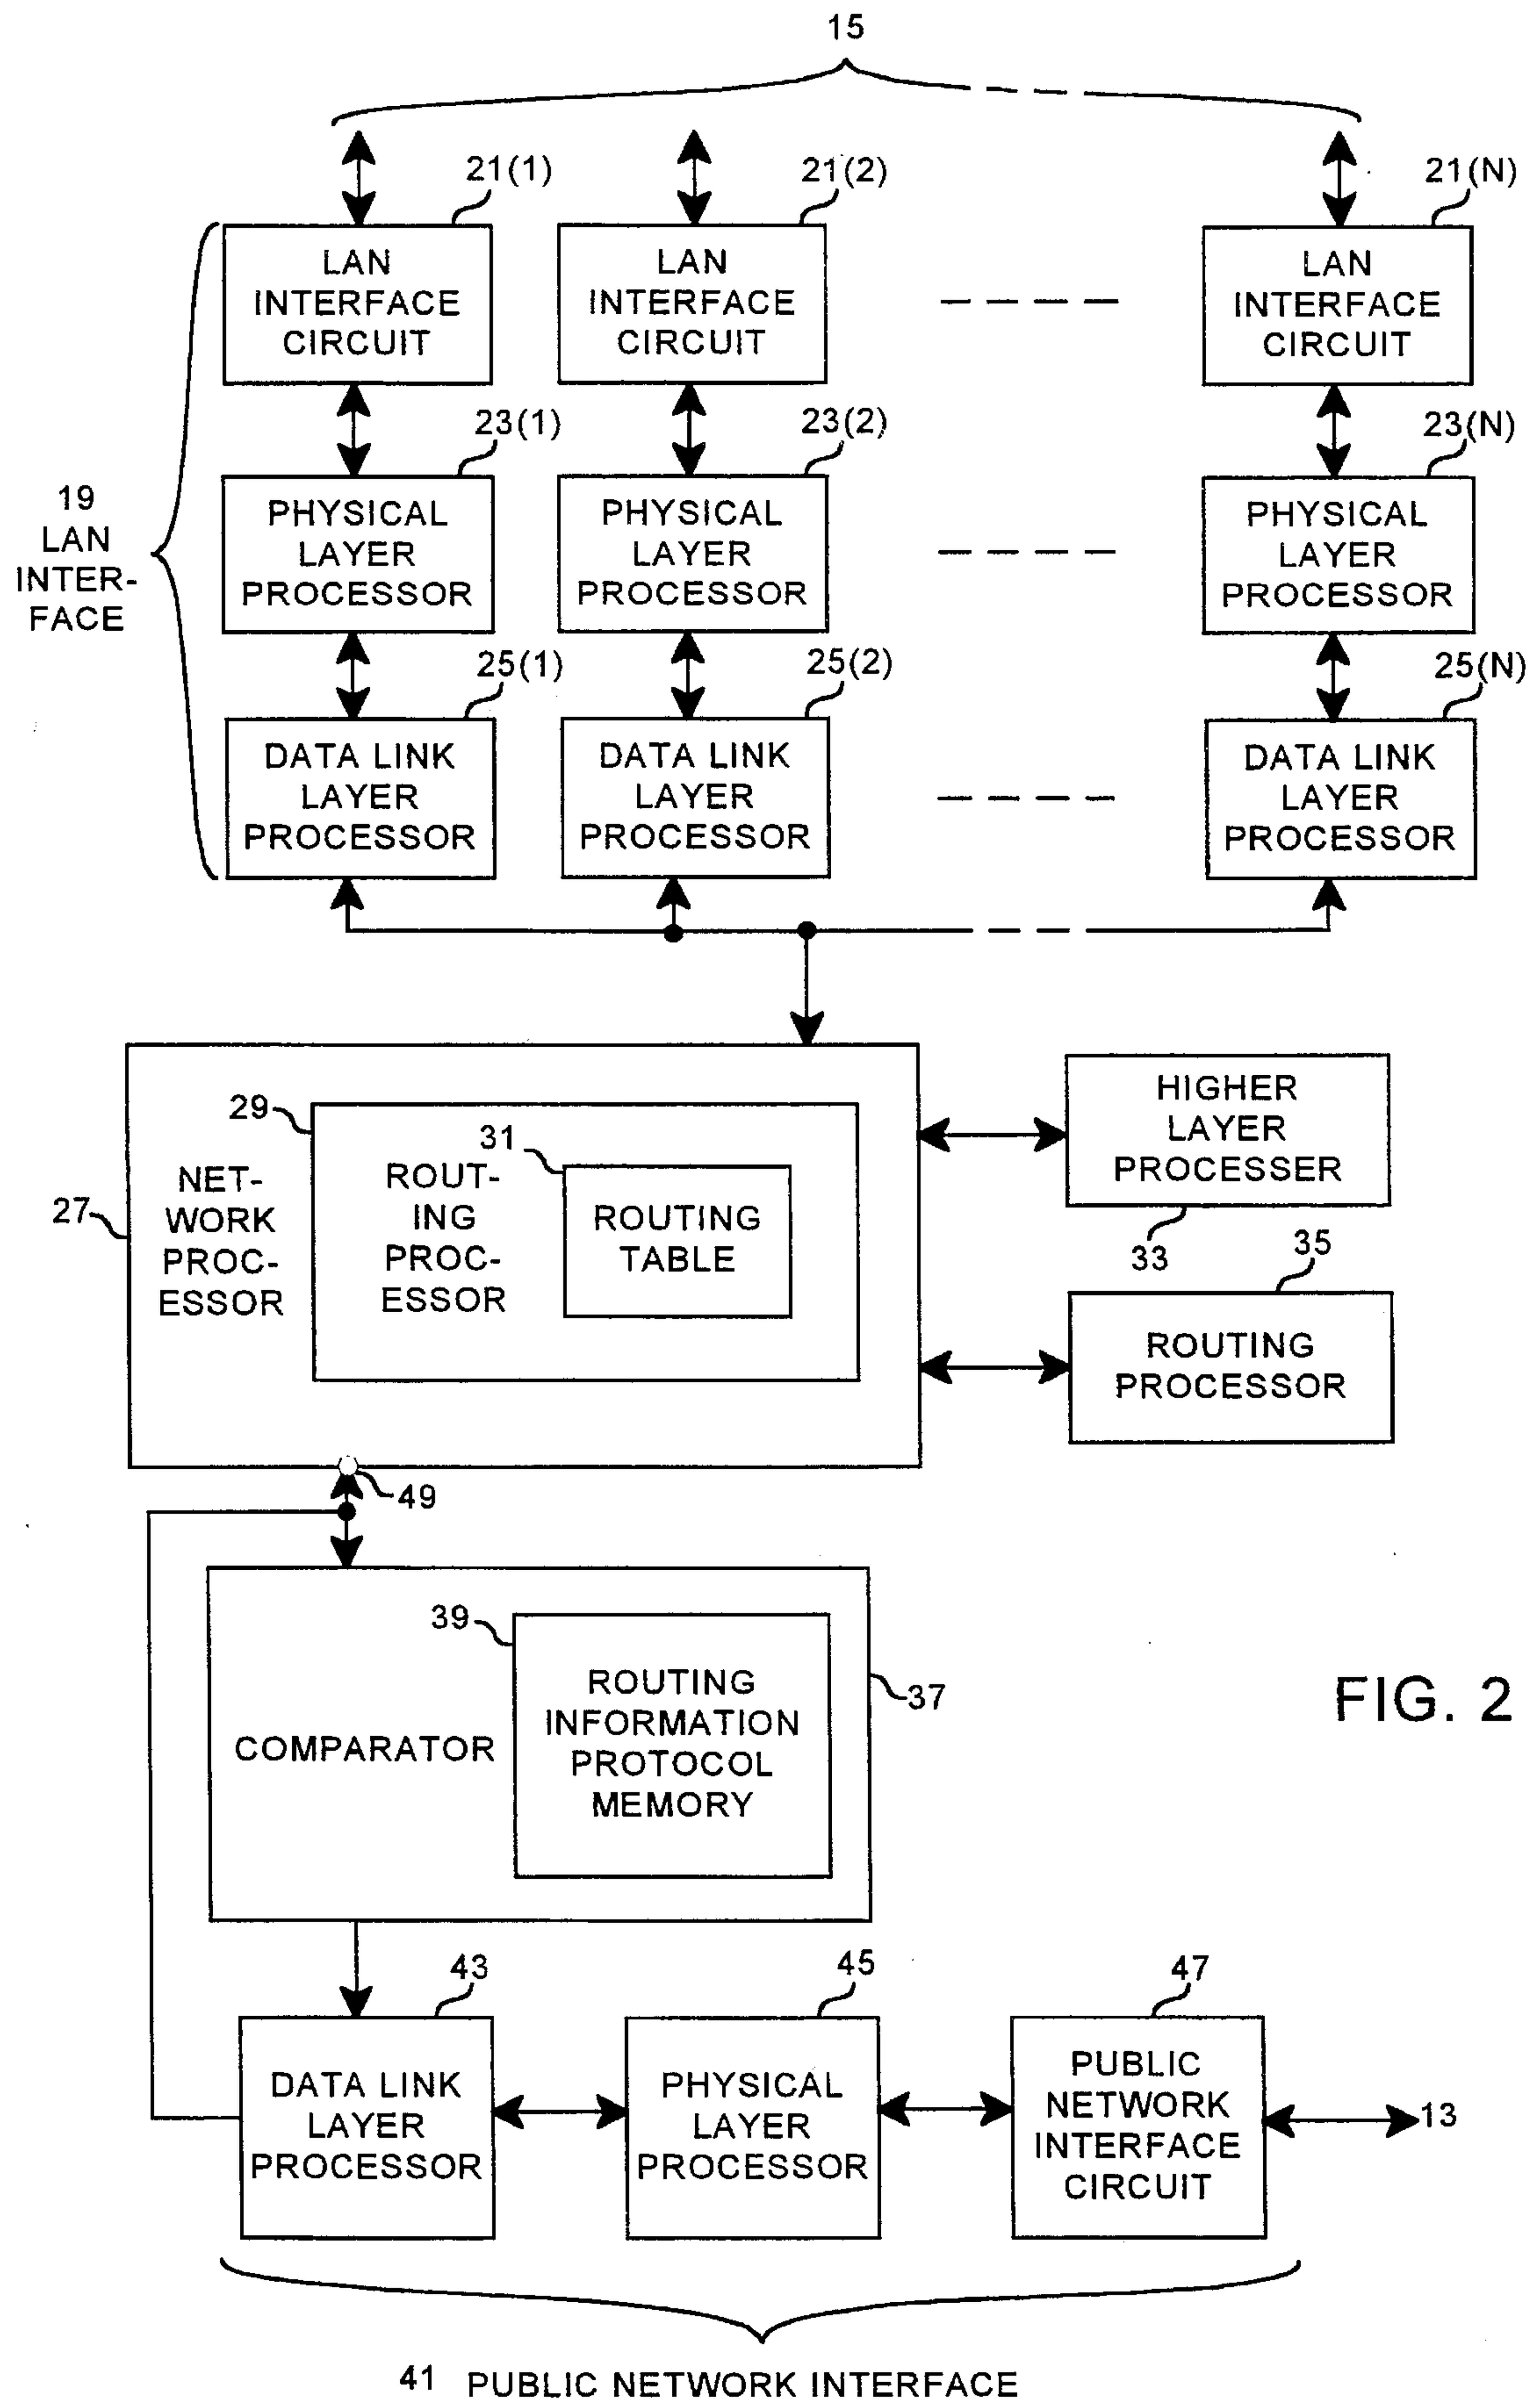 15
21(1)
21(2)
21(N)
LAN
INTERFACE
CIRCUIT
LAN
INTERFACE
CIRCUIT
LAN
INTERFACE
CIRCUIT
23(1)
23(2)
23(N)
19
LAN
INTER-
FACE
PHYSICAL
LAYER
PROCESSOR
PHYSICAL
LAYER
PROCESSOR
PHYSICAL
LAYER
PROCESSOR
25(1)
25(2)
25(N)
DATA LINK
LAYER
PROCESSOR
DATA LINK
LAYER
PROCESSOR
DATA LINK
LAYER
PROCESSOR
27
NET-
WORK
PROC-
ESSOR
29
ROUT-
ING
PROC-
ESSOR
31
ROUTING
TABLE
HIGHER
LAYER
PROCESSER
33
35
ROUTING
PROCESSOR
49
COMPARATOR
39
ROUTING
INFORMATION
PROTOCOL
MEMORY
37
FIG. 2
43
DATA LINK
LAYER
PROCESSOR
45
PHYSICAL
LAYER
PROCESSOR
47
PUBLIC
NETWORK
INTERFACE
CIRCUIT
13
41 PUBLIC NETWORK INTERFACE